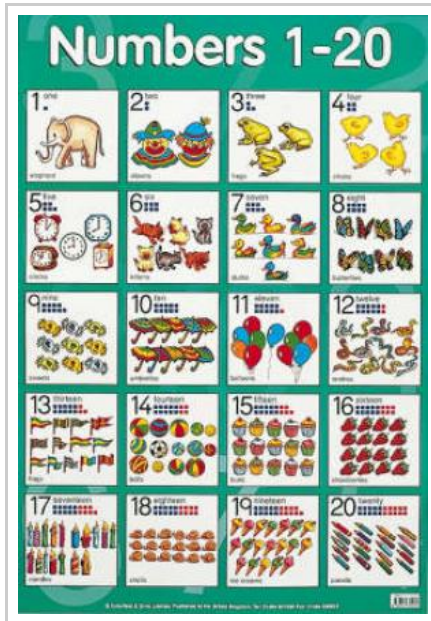 Numbers 1-20
1 one
elephant
2 two
clowns
3 three
frogs
4 four
chicks
5 five
clocks
6 six
kittens
7 seven
ducks
8 eight
butterflies
9 nine
sweets
10 ten
umbrellas
11 eleven
balloons
12 twelve
snakes
13 thirteen
flags
14 fourteen
balls
15 fifteen
buns
16 sixteen
strawberries
17 seventeen
candles
18 eighteen
snails
19 nineteen
ice creams
20 twenty
pencils